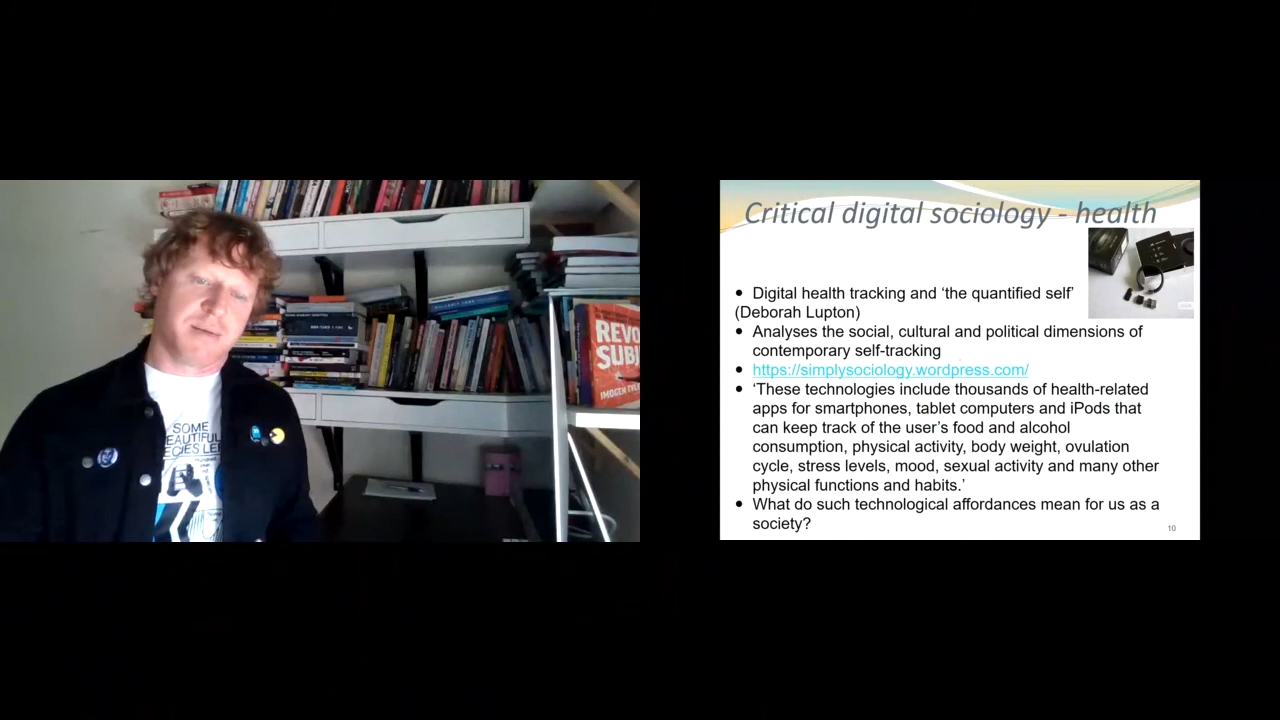 SOME
BEAUTIFUL
REVO
SUBJ
IMOGEN
Critical digital sociology - health
• Digital health tracking and ‘the quantified self’
(Deborah Lupton)
• Analyses the social, cultural and political dimensions of
contemporary self-tracking
• https://simplysociology.wordpress.com/
• ‘These technologies include thousands of health-related
apps for smartphones, tablet computers and iPods that
can keep track of the user’s food and alcohol
consumption, physical activity, body weight, ovulation
cycle, stress levels, mood, sexual activity and many other
physical functions and habits.’
• What do such technological affordances mean for us as a
society?
10